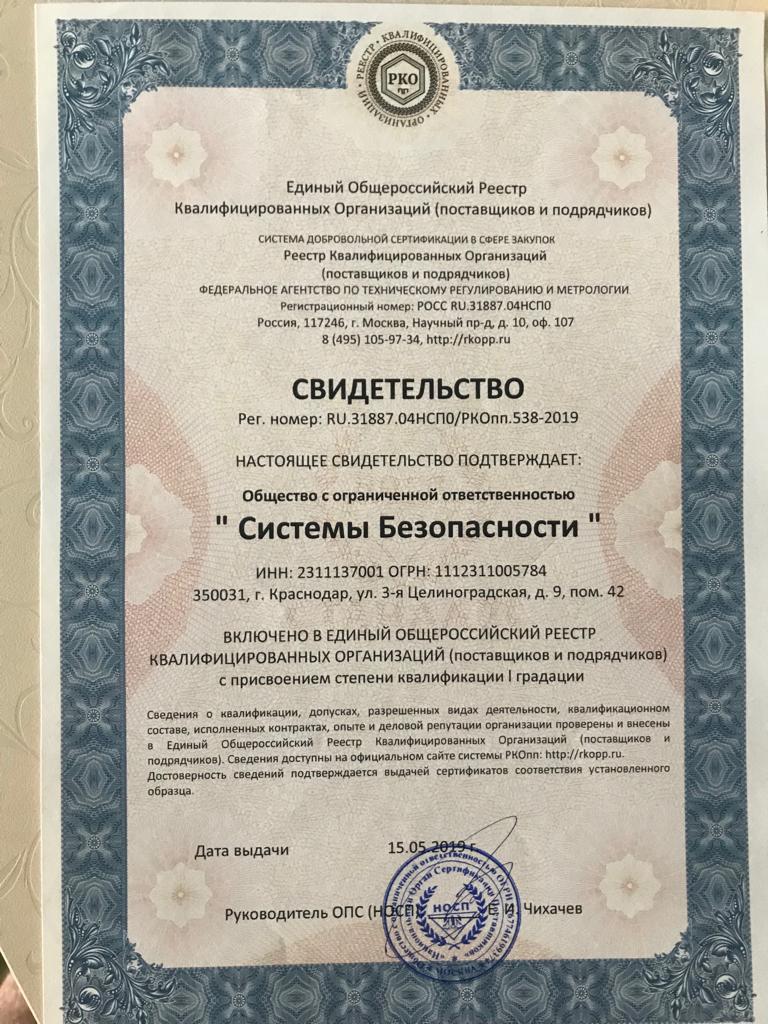 РЕЕСТР • КВАЛИФИЦИРОВАННЫХ • ОРГАНИЗАЦИЙ •
РКО
ПП
Единый Общероссийский Реестр
Квалифицированных Организаций (поставщиков и подрядчиков)
СИСТЕМА ДОБРОВОЛЬНОЙ СЕРТИФИКАЦИИ В СФЕРЕ ЗАКУПОК
Реестр Квалифицированных Организаций
(поставщиков и подрядчиков)
ФЕДЕРАЛЬНОЕ АГЕНТСТВО ПО ТЕХНИЧЕСКОМУ РЕГУЛИРОВАНИЮ И МЕТРОЛОГИИ
Регистрационный номер: РОСС RU.31887.04НСП0
Россия, 117246, г. Москва, Научный пр-д, д. 10, оф. 107
8 (495) 105-97-34, http://rkopp.ru
СВИДЕТЕЛЬСТВО
Рег. номер: RU.31887.04НСП0/РКОпп.538-2019
НАСТОЯЩЕЕ СВИДЕТЕЛЬСТВО ПОДТВЕРЖДАЕТ:
Общество с ограниченной ответственностью
" Системы Безопасности "
ИНН: 2311137001 ОГРН: 1112311005784
350031, г. Краснодар, ул. 3-я Целиноградская, д. 9, пом. 42
ВКЛЮЧЕНО В ЕДИНЫЙ ОБЩЕРОССИЙСКИЙ РЕЕСТР
КВАЛИФИЦИРОВАННЫХ ОРГАНИЗАЦИЙ (поставщиков и подрядчиков)
с присвоением степени квалификации I градации
Сведения о квалификации, допусках, разрешенных видах деятельности, квалификационном
составе, исполненных контрактах, опыте и деловой репутации организации проверены и внесены
в Единый Общероссийский Реестр Квалифицированных Организаций (поставщиков и
подрядчиков). Сведения доступны на официальном сайте системы РКОпп: http://rkopp.ru.
Достоверность сведений подтверждается выдачей сертификатов соответствия установленного
образца.
Дата выдачи 15.05.2019 г.
Руководитель ОПС (НОСП) И. Чихачев
ограниченной ответственностью ОГРН
Национальный Орган Сертификации Поставщиков
НОСП